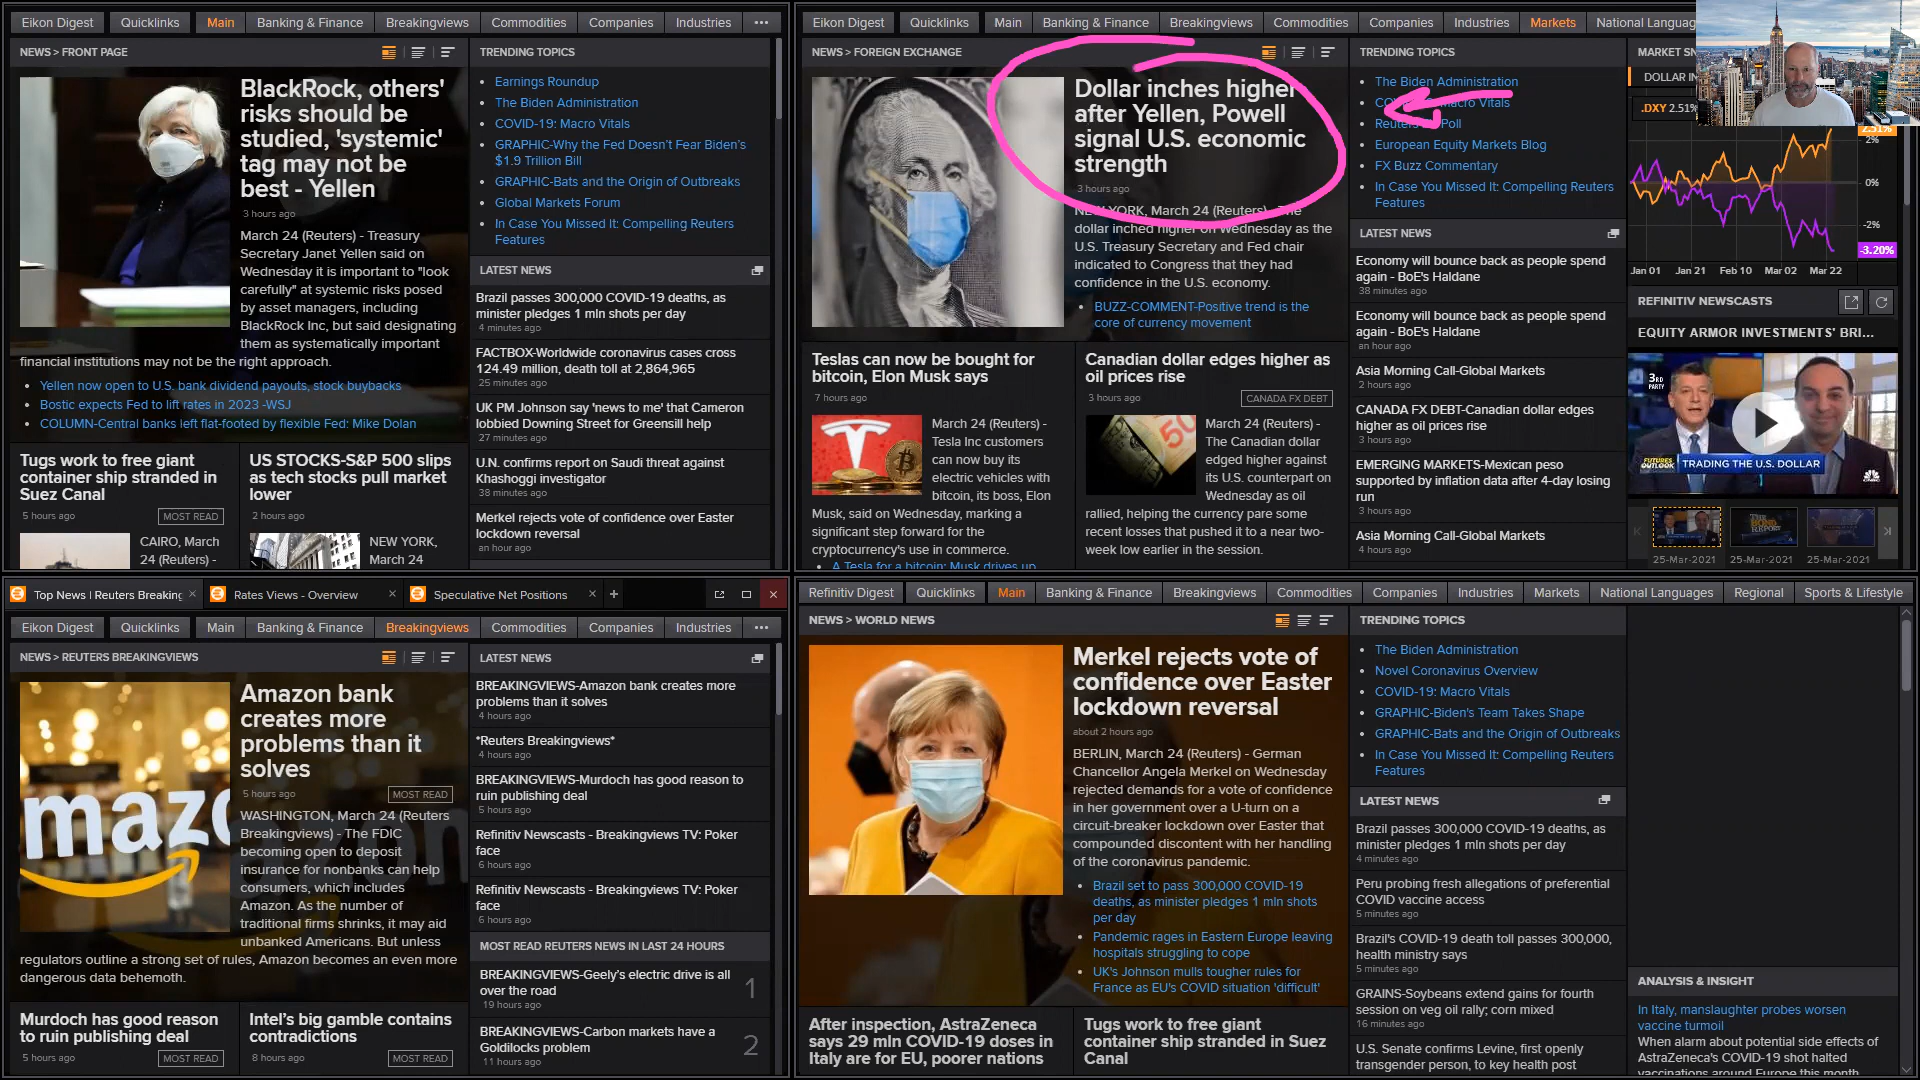 Eikon Digest
Quicklinks
Main
Banking & Finance
Breakingviews
Commodities
Companies
Industries
NEWS > FRONT PAGE
BlackRock, others'
risks should be
studied, 'systemic'
tag may not be
best - Yellen
3 hours ago
March 24 (Reuters) - Treasury
Secretary Janet Yellen said on
Wednesday it is important to "look
carefully" at systemic risks posed
by asset managers, including
BlackRock Inc, but said designating
them as systematically important
financial institutions may not be the right approach.
• Yellen now open to U.S. bank dividend payouts, stock buybacks
• Bostic expects Fed to lift rates in 2023 -WSJ
• COLUMN-Central banks left flat-footed by flexible Fed: Mike Dolan
Tugs work to free giant
container ship stranded in
Suez Canal
5 hours ago
MOST READ
CAIRO, March
24 (Reuters) -
US STOCKS-S&P 500 slips
as tech stocks pull market
lower
2 hours ago
NEW YORK,
March 24
TRENDING TOPICS
• Earnings Roundup
• The Biden Administration
• COVID-19: Macro Vitals
• GRAPHIC-Why the Fed Doesn't Fear Biden's
$1.9 Trillion Bill
• GRAPHIC-Bats and the Origin of Outbreaks
• Global Markets Forum
• In Case You Missed It: Compelling Reuters
Features
LATEST NEWS
Brazil passes 300,000 COVID-19 deaths, as
minister pledges 1 mln shots per day
4 minutes ago
FACTBOX-Worldwide coronavirus cases cross
124.49 million, death toll at 2,864,965
25 minutes ago
UK PM Johnson say 'news to me' that Cameron
lobbied Downing Street for Greensill help
27 minutes ago
U.N. confirms report on Saudi threat against
Khashoggi investigator
38 minutes ago
Merkel rejects vote of confidence over Easter
lockdown reversal
an hour ago
Eikon Digest
Quicklinks
Main
Banking & Finance
Breakingviews
Commodities
Companies
Industries
Markets
National Languag
NEWS > FOREIGN EXCHANGE
Dollar inches higher
after Yellen, Powell
signal U.S. economic
strength
3 hours ago
NEW YORK, March 24 (Reuters) - The
dollar inched higher on Wednesday as the
U.S. Treasury Secretary and Fed chair
indicated to Congress that they had
confidence in the U.S. economy.
• BUZZ-COMMENT-Positive trend is the
core of currency movement
Teslas can now be bought for
bitcoin, Elon Musk says
7 hours ago
March 24 (Reuters) -
Tesla Inc customers
can now buy its
electric vehicles with
bitcoin, its boss, Elon
Musk, said on Wednesday, marking a
significant step forward for the
cryptocurrency's use in commerce.
• A Tesla for a bitcoin: Musk drives up
Canadian dollar edges higher as
oil prices rise
3 hours ago
CANADA FX DEBT
March 24 (Reuters) -
The Canadian dollar
edged higher against
its U.S. counterpart on
Wednesday as oil
rallied, helping the currency pare some
recent losses that pushed it to a near two-
week low earlier in the session.
TRENDING TOPICS
• The Biden Administration
Macro Vitals
Reuters Poll
• European Equity Markets Blog
• FX Buzz Commentary
• In Case You Missed It: Compelling Reuters
Features
LATEST NEWS
Economy will bounce back as people spend
again - BoE's Haldane
38 minutes ago
Economy will bounce back as people spend
again - BoE's Haldane
an hour ago
Asia Morning Call-Global Markets
2 hours ago
CANADA FX DEBT-Canadian dollar edges
higher as oil prices rise
3 hours ago
EMERGING MARKETS-Mexican peso
supported by inflation data after 4-day losing
run
3 hours ago
Asia Morning Call-Global Markets
4 hours ago
MARKET SN
DOLLAR IN
.DXY 2.51%
2.51%
2%
0%
-2%
-3.20%
Jan 01 Jan 21 Feb 10 Mar 02 Mar 22
REFINITIV NEWSCASTS
EQUITY ARMOR INVESTMENTS' BRI...
3RD
PARTY
FUTURES
OUTLOOK
TRADING THE U.S. DOLLAR
CNBC
25-Mar-2021 25-Mar-2021 25-Mar-2021
Top News | Reuters Breaking
Rates Views - Overview
Speculative Net Positions
Eikon Digest
Quicklinks
Main
Banking & Finance
Breakingviews
Commodities
Companies
Industries
NEWS > REUTERS BREAKINGVIEWS
mazo
Amazon bank
creates more
problems than it
solves
5 hours ago
MOST READ
WASHINGTON, March 24 (Reuters
Breakingviews) - The FDIC
becoming open to deposit
insurance for nonbanks can help
consumers, which includes
Amazon. As the number of
traditional firms shrinks, it may aid
unbanked Americans. But unless
regulators outline a strong set of rules, Amazon becomes an even more
dangerous data behemoth.
Murdoch has good reason
to ruin publishing deal
5 hours ago
MOST READ
Intel's big gamble contains
contradictions
8 hours ago
MOST READ
LATEST NEWS
BREAKINGVIEWS-Amazon bank creates more
problems than it solves
4 hours ago
*Reuters Breakingviews*
4 hours ago
BREAKINGVIEWS-Murdoch has good reason to
ruin publishing deal
5 hours ago
Refinitiv Newscasts - Breakingviews TV: Poker
face
6 hours ago
Refinitiv Newscasts - Breakingviews TV: Poker
face
6 hours ago
MOST READ REUTERS NEWS IN LAST 24 HOURS
BREAKINGVIEWS-Geely's electric drive is all
over the road
19 hours ago
1
BREAKINGVIEWS-Carbon markets have a
Goldilocks problem
11 hours ago
2
Refinitiv Digest
Quicklinks
Main
Banking & Finance
Breakingviews
Commodities
Companies
Industries
Markets
National Languages
Regional
Sports & Lifestyle
NEWS > WORLD NEWS
Merkel rejects vote of
confidence over Easter
lockdown reversal
about 2 hours ago
BERLIN, March 24 (Reuters) - German
Chancellor Angela Merkel on Wednesday
rejected demands for a vote of confidence
in her government over a U-turn on a
circuit-breaker lockdown over Easter that
compounded discontent with her handling
of the coronavirus pandemic.
• Brazil set to pass 300,000 COVID-19
deaths, as minister pledges 1 mln shots
per day
• Pandemic rages in Eastern Europe leaving
hospitals struggling to cope
• UK's Johnson mulls tougher rules for
France as EU's COVID situation 'difficult'
After inspection, AstraZeneca
says 29 mln COVID-19 doses in
Italy are for EU, poorer nations
Tugs work to free giant
container ship stranded in Suez
Canal
TRENDING TOPICS
• The Biden Administration
• Novel Coronavirus Overview
• COVID-19: Macro Vitals
• GRAPHIC-Biden's Team Takes Shape
• GRAPHIC-Bats and the Origin of Outbreaks
• In Case You Missed It: Compelling Reuters
Features
LATEST NEWS
Brazil passes 300,000 COVID-19 deaths, as
minister pledges 1 mln shots per day
4 minutes ago
Peru probing fresh allegations of preferential
COVID vaccine access
5 minutes ago
Brazil's COVID-19 death toll passes 300,000,
health ministry says
5 minutes ago
GRAINS-Soybeans extend gains for fourth
session on veg oil rally; corn mixed
16 minutes ago
U.S. Senate confirms Levine, first openly
transgender person, to key health post
ANALYSIS & INSIGHT
In Italy, manslaughter probes worsen
vaccine turmoil
When alarm about potential side effects of
AstraZeneca's COVID-19 shot halted
vaccinations around Europe this month,